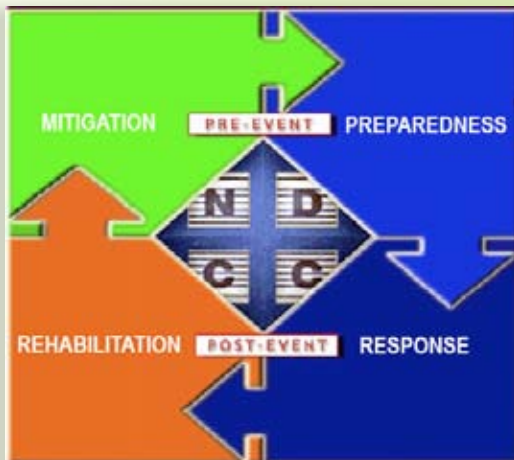 MITIGATION PRE-EVENT PREPAREDNESS
N D
C C
REHABILITATION POST-EVENT RESPONSE